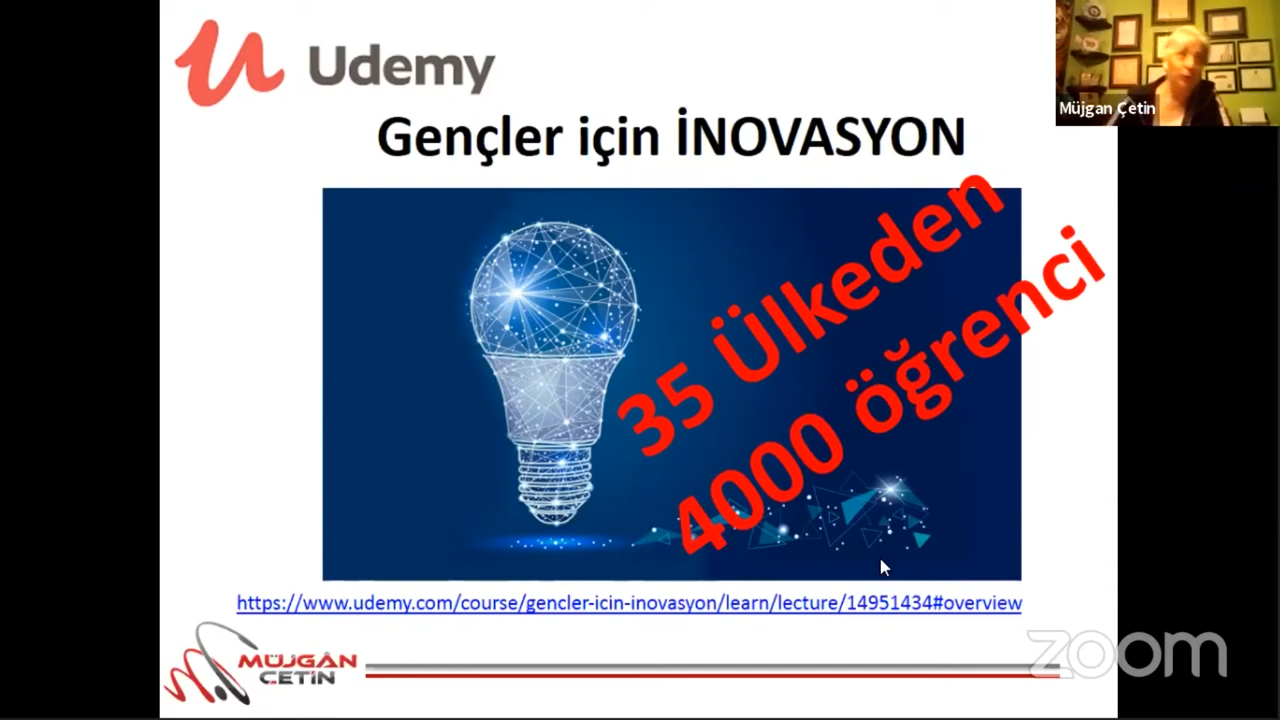 Udemy
Müjgan Çetin
Gençler için İNOVASYON
35 Ülkeden
4000 öğrenci
https://www.udemy.com/course/gencler-icin-inovasyon/learn/lecture/14951434#overview
MÜJGÂN
ÇETİN
zoom